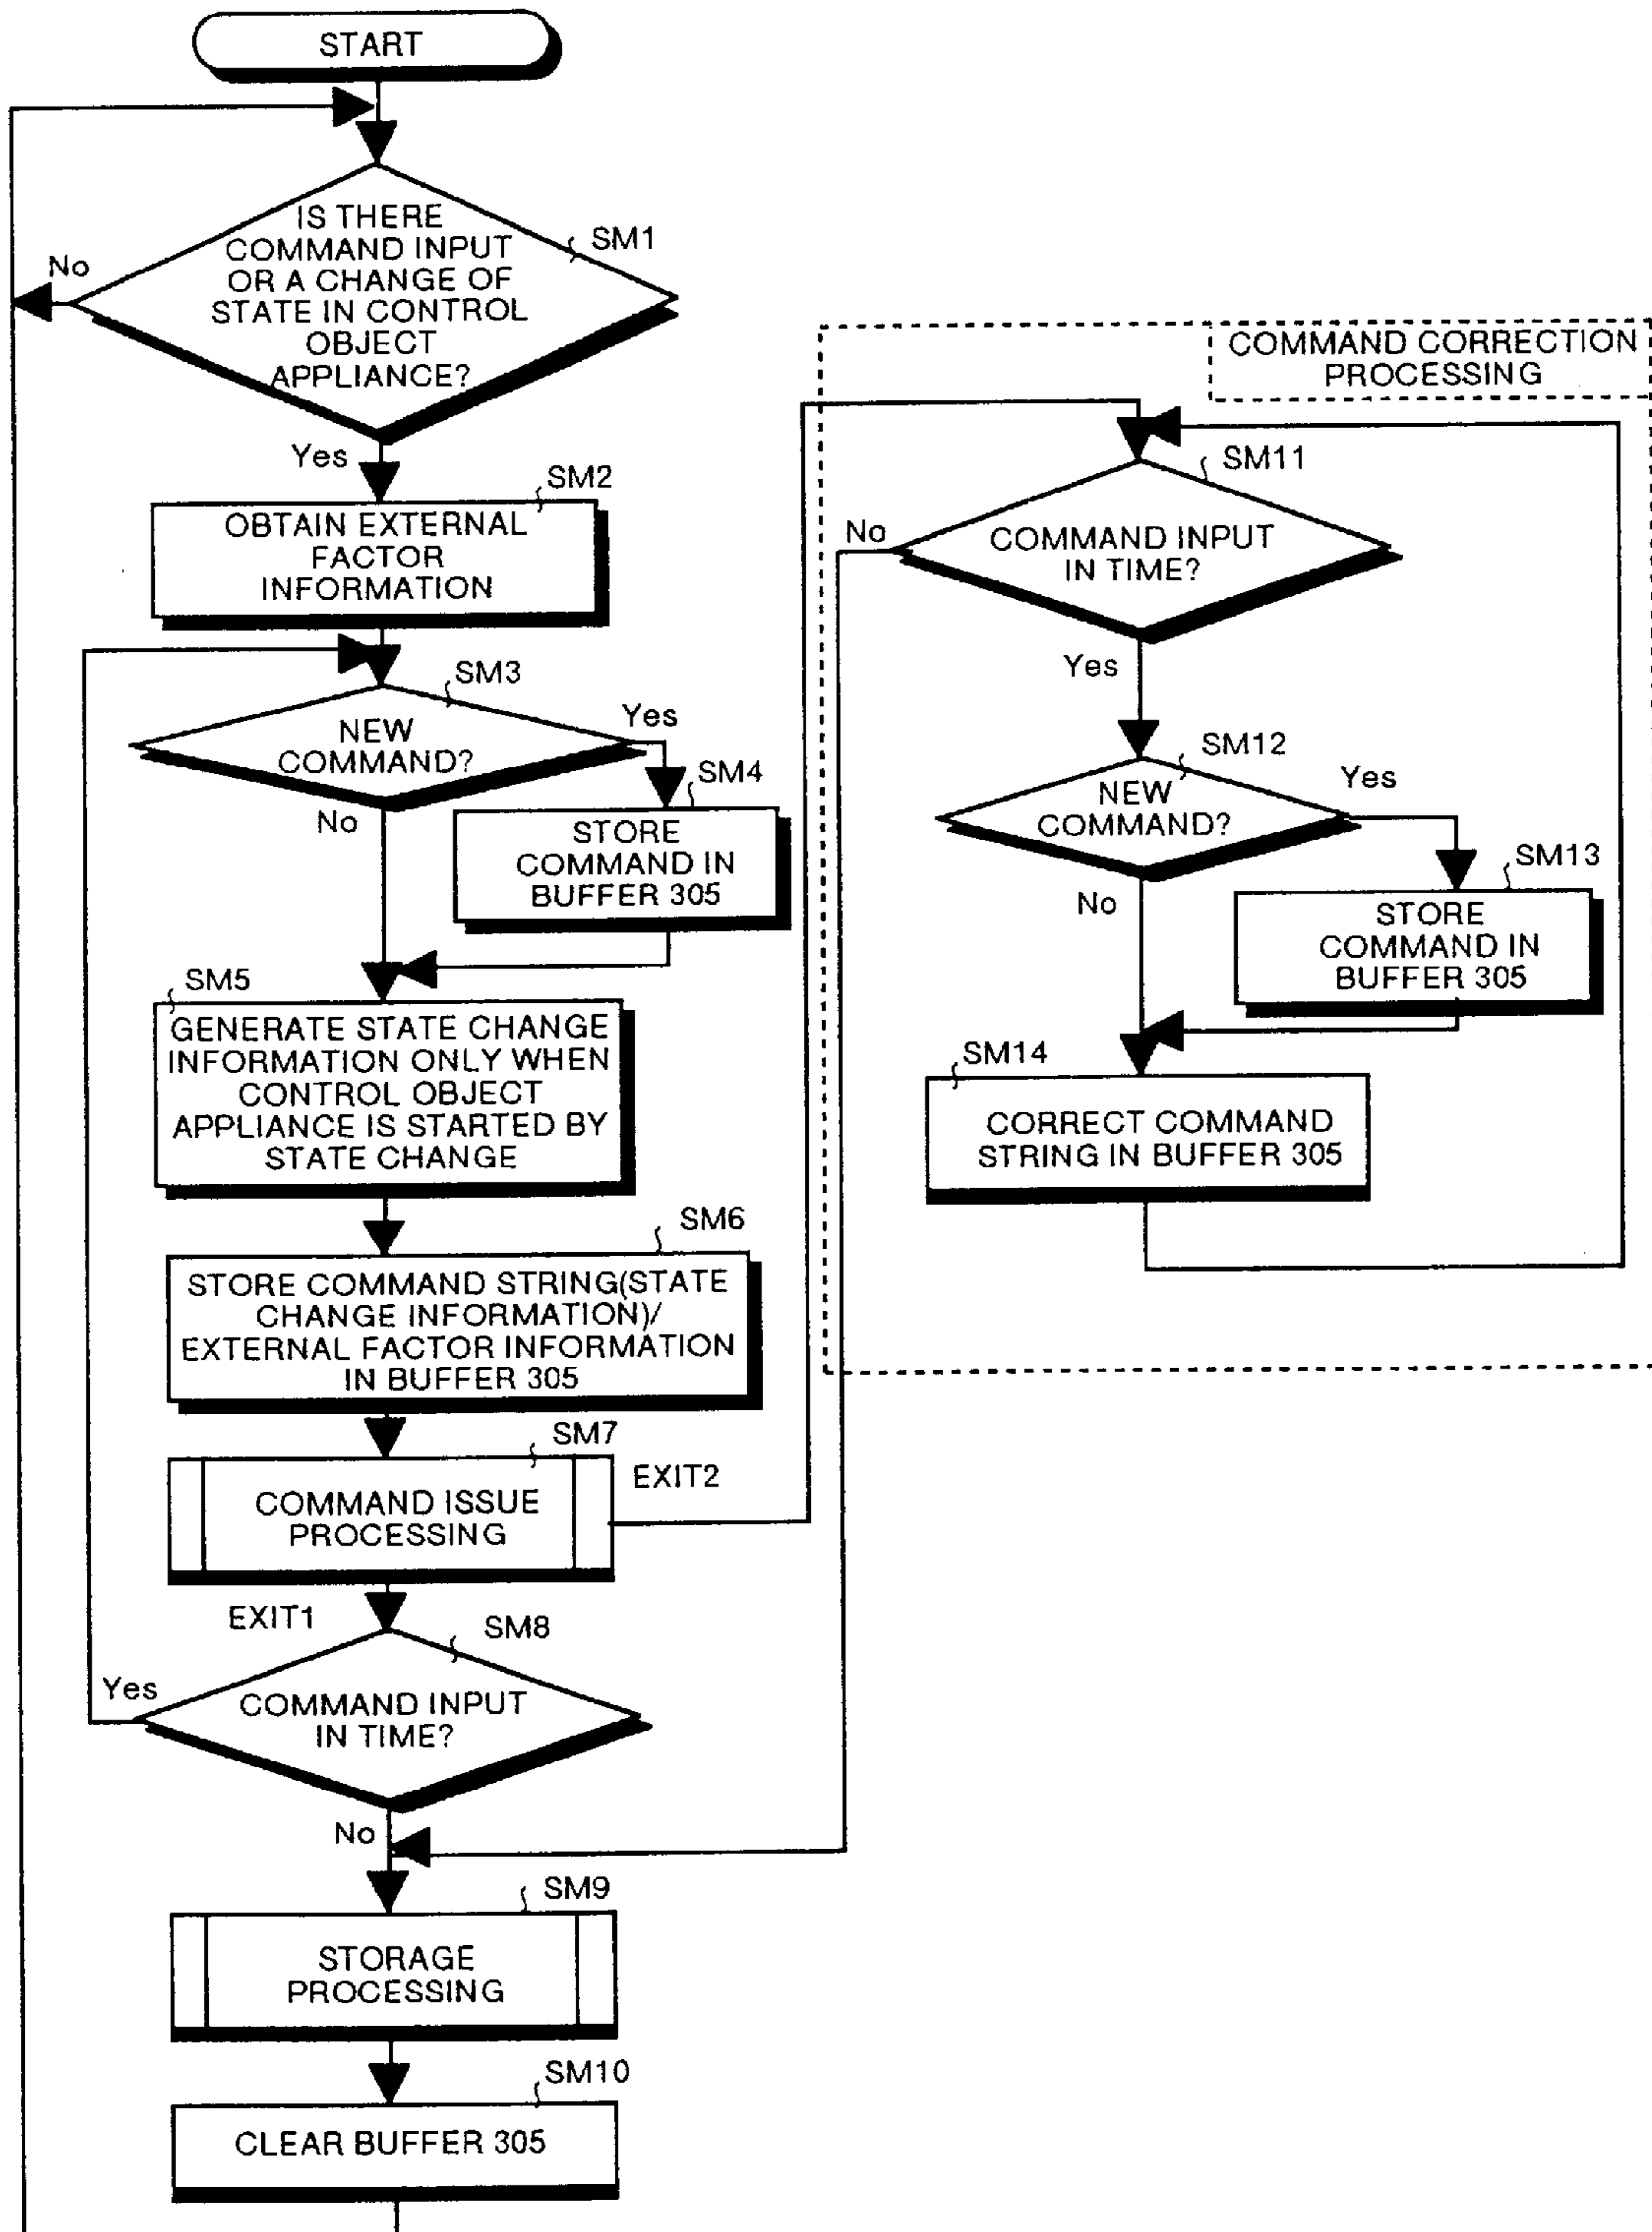 START
IS THERE
COMMAND INPUT
OR A CHANGE OF
STATE IN CONTROL
OBJECT
APPLIANCE?
SM1
No
Yes
SM2
OBTAIN EXTERNAL
FACTOR
INFORMATION
SM3
NEW
COMMAND?
Yes
No
SM4
STORE
COMMAND IN
BUFFER 305
SM5
GENERATE STATE CHANGE
INFORMATION ONLY WHEN
CONTROL OBJECT
APPLIANCE IS STARTED BY
STATE CHANGE
SM6
STORE COMMAND STRING(STATE
CHANGE INFORMATION)/
EXTERNAL FACTOR INFORMATION
IN BUFFER 305
SM7
COMMAND ISSUE
PROCESSING
EXIT2
EXIT1
SM8
COMMAND INPUT
IN TIME?
Yes
No
SM9
STORAGE
PROCESSING
SM10
CLEAR BUFFER 305
COMMAND CORRECTION
PROCESSING
SM11
COMMAND INPUT
IN TIME?
No
Yes
SM12
NEW
COMMAND?
Yes
No
SM13
STORE
COMMAND IN
BUFFER 305
SM14
CORRECT COMMAND
STRING IN BUFFER 305